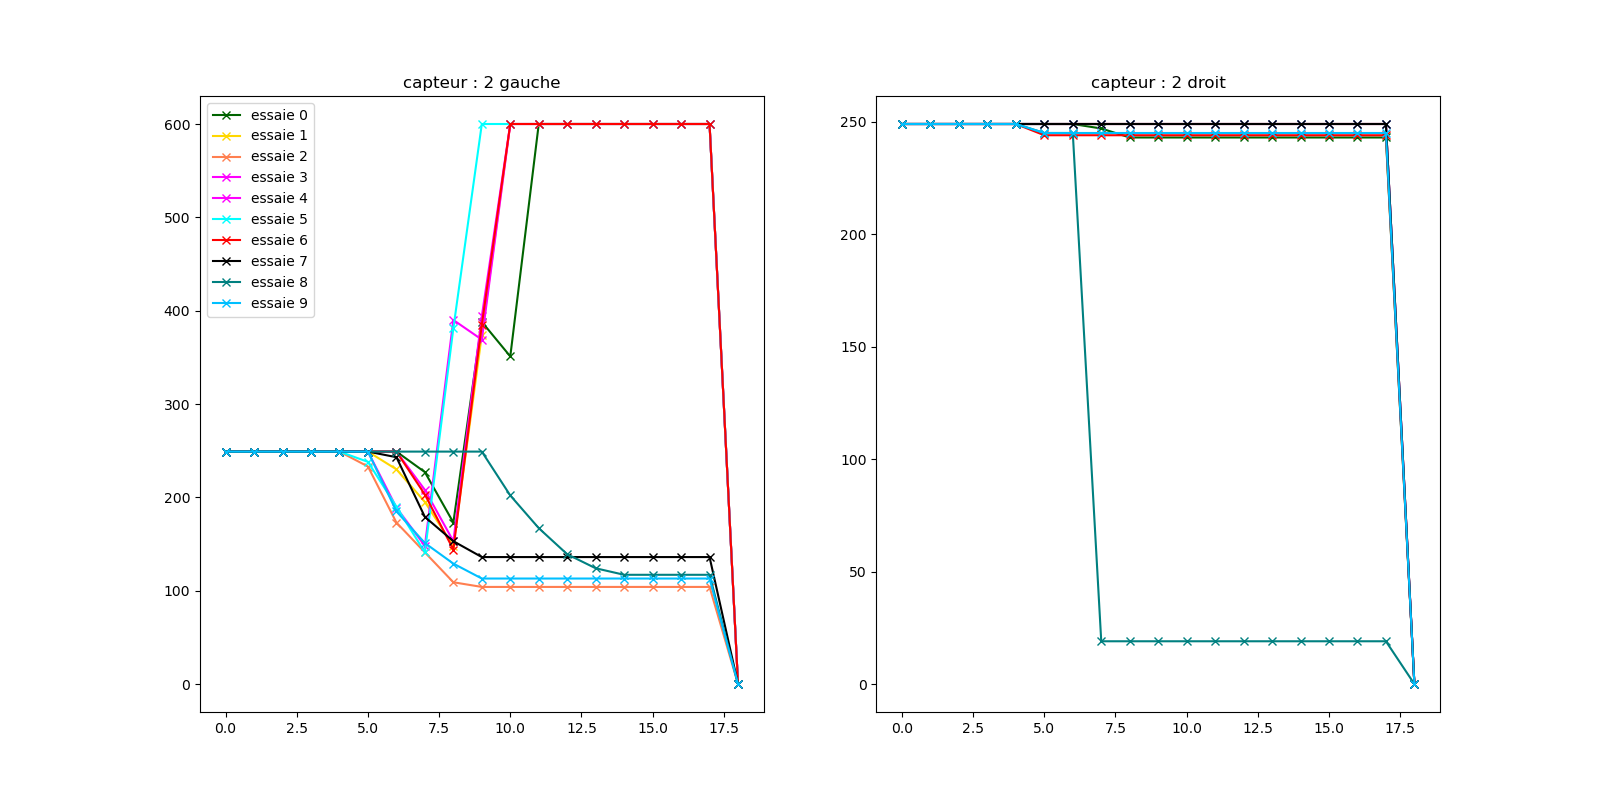 capteur : 2 gauche
600
500
400
300
200
100
0
0.0 2.5 5.0 7.5 10.0 12.5 15.0 17.5
essaie 0
essaie 1
essaie 2
essaie 3
essaie 4
essaie 5
essaie 6
essaie 7
essaie 8
essaie 9
capteur : 2 droit
250
200
150
100
50
0
0.0 2.5 5.0 7.5 10.0 12.5 15.0 17.5